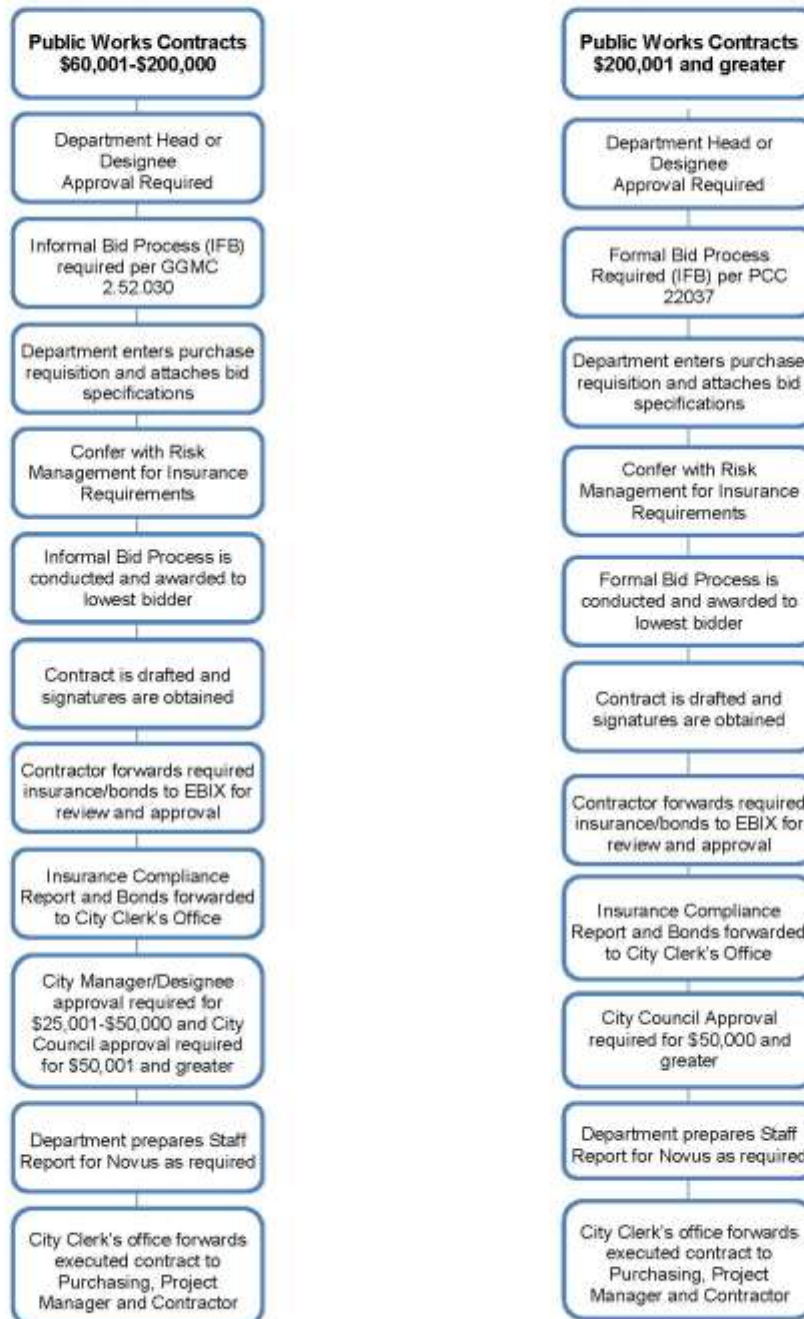 Public Works Contracts
$60,001-$200,000
Department Head or
Designee
Approval Required
Informal Bid Process (IFB)
required per GGMC
2.52.030
Department enters purchase
requisition and attaches bid
specifications
Confer with Risk
Management for Insurance
Requirements
Informal Bid Process is
conducted and awarded to
lowest bidder
Contract is drafted and
signatures are obtained
Contractor forwards required
insurance/bonds to EBIX for
review and approval
Insurance Compliance
Report and Bonds forwarded
to City Clerk's Office
City Manager/Designee
approval required for
$25,001-$50,000 and City
Council approval required
for $50,001 and greater
Department prepares Staff
Report for Novus as required
City Clerk's office forwards
executed contract to
Purchasing, Project
Manager and Contractor
Public Works Contracts
$200,001 and greater
Department Head or
Designee
Approval Required
Formal Bid Process
Required (IFB) per PCC
22037
Department enters purchase
requisition and attaches bid
specifications
Confer with Risk
Management for Insurance
Requirements
Formal Bid Process is
conducted and awarded to
lowest bidder
Contract is drafted and
signatures are obtained
Contractor forwards required
insurance/bonds to EBIX for
review and approval
Insurance Compliance
Report and Bonds forwarded
to City Clerk's Office
City Council Approval
required for $50,000 and
greater
Department prepares Staff
Report for Novus as required
City Clerk's office forwards
executed contract to
Purchasing, Project
Manager and Contractor